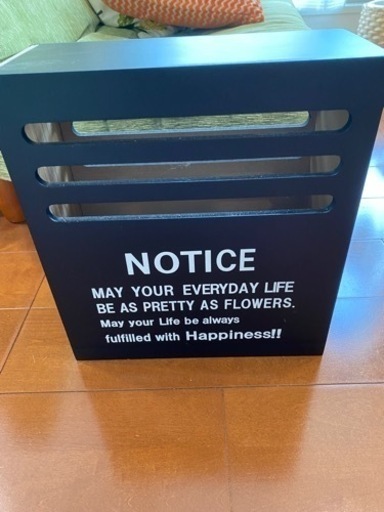 NOTICE
MAY YOUR EVERYDAY LIFE
BE AS PRETTY AS FLOWERS.
May your Life be always
fulfilled with Happiness!!